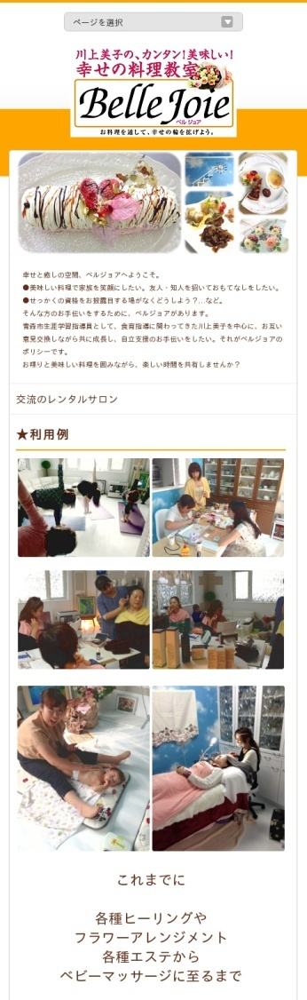 ページを選択
川上美子の、カンタン!美味しい!
幸せの料理教室
Belle Joie
ベルジョア
お料理を通して、幸せの輪を拡げよう。
幸せと癒しの空間、ベルジョアへようこそ。
●美味しい料理で家族を笑顔にしたい。友人・知人を招いておもてなしをしたい。
●せっかくの資格をお披露目する場がなくどうしよう?…など。
そんな方のお手伝いをするために、ベルジョアがあります。
青森市生涯学習指導員として、食育指導に関わってきた川上美子を中心に、お互い
意見交換しながら共に成長し、自立支援のお手伝いをしたい。それがベルジョアの
ポリシーです。
お喋りと美味しい料理を囲みながら、楽しい時間を共有しませんか?
交流のレンタルサロン
★利用例
これまでに
各種ヒーリングや
フラワーアレンジメント
各種エステから
ベビーマッサージに至るまで